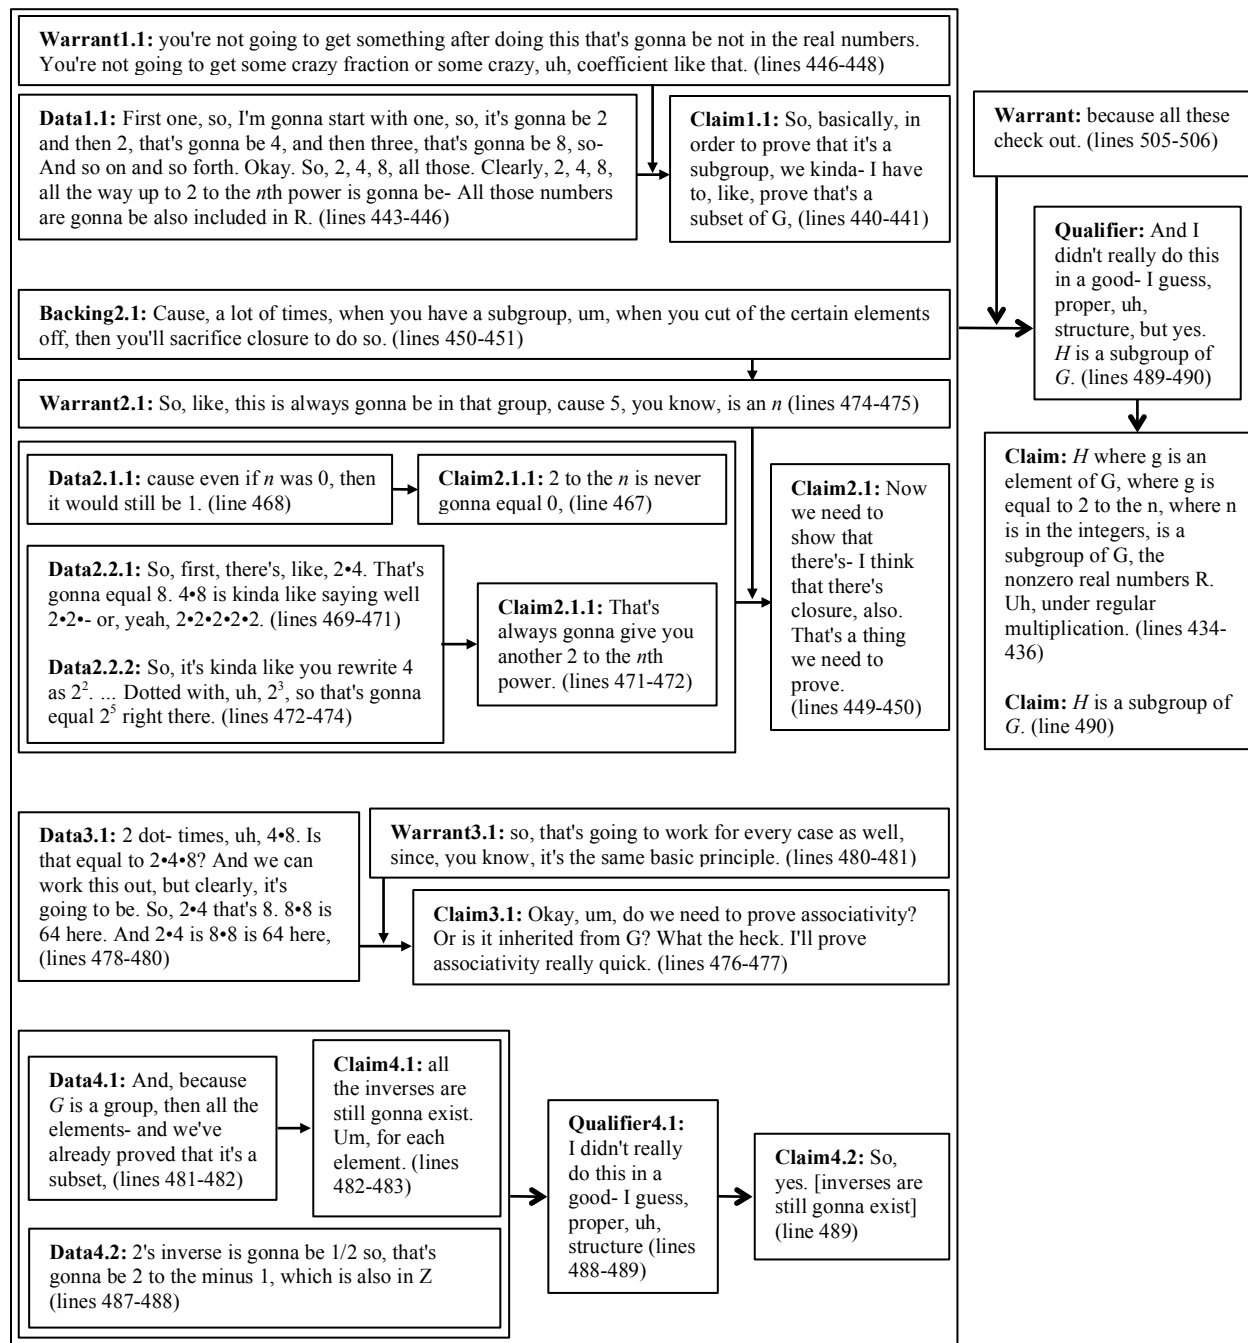 Warrant1.1: you're not going to get something after doing this that's gonna be not in the real numbers.
You're not going to get some crazy fraction or some crazy, uh, coefficient like that. (lines 446-448)
Data1.1: First one, so, I'm gonna start with one, so, it's gonna be 2
and then 2, that's gonna be 4, and then three, that's gonna be 8, so-
And so on and so forth. Okay. So, 2, 4, 8, all those. Clearly, 2, 4, 8,
all the way up to 2 to the nth power is gonna be- All those numbers
are gonna be also included in R. (lines 443-446)
Claim1.1: So, basically, in
order to prove that it's a
subgroup, we kinda- I have
to, like, prove that's a
subset of G, (lines 440-441)
Backing2.1: Cause, a lot of times, when you have a subgroup, um, when you cut of the certain elements
off, then you'll sacrifice closure to do so. (lines 450-451)
Warrant2.1: So, like, this is always gonna be in that group, cause 5, you know, is an n (lines 474-475)
Data2.1.1: cause even if n was 0, then
it would still be 1. (line 468)
Claim2.1.1: 2 to the n is never
gonna equal 0, (line 467)
Data2.2.1: So, first, there's, like, 2•4. That's
gonna equal 8. 4•8 is kinda like saying well
2•2•- or, yeah, 2•2•2•2•2. (lines 469-471)
Data2.2.2: So, it's kinda like you rewrite 4
as 2². ... Dotted with, uh, 2³, so that's gonna
equal 2⁵ right there. (lines 472-474)
Claim2.1.1: That's
always gonna give you
another 2 to the nth
power. (lines 471-472)
Claim2.1: Now
we need to
show that
there's- I think
that there's
closure, also.
That's a thing
we need to
prove.
(lines 449-450)
Data3.1: 2 dot- times, uh, 4•8. Is
that equal to 2•4•8? And we can
work this out, but clearly, it's
going to be. So, 2•4 that's 8. 8•8 is
64 here. And 2•4 is 8•8 is 64 here,
(lines 478-480)
Warrant3.1: so, that's going to work for every case as well,
since, you know, it's the same basic principle. (lines 480-481)
Claim3.1: Okay, um, do we need to prove associativity?
Or is it inherited from G? What the heck. I'll prove
associativity really quick. (lines 476-477)
Data4.1: And, because
G is a group, then all the
elements- and we've
already proved that it's a
subset, (lines 481-482)
Claim4.1: all
the inverses are
still gonna exist.
Um, for each
element. (lines
482-483)
Data4.2: 2's inverse is gonna be 1/2 so, that's
gonna be 2 to the minus 1, which is also in Z
(lines 487-488)
Qualifier4.1:
I didn't really
do this in a
good- I guess,
proper, uh,
structure (lines
488-489)
Claim4.2: So,
yes. [inverses are
still gonna exist]
(line 489)
Warrant: because all these
check out. (lines 505-506)
Qualifier: And I
didn't really do this
in a good- I guess,
proper, uh,
structure, but yes.
H is a subgroup of
G. (lines 489-490)
Claim: H where g is an
element of G, where g is
equal to 2 to the n, where n
is in the integers, is a
subgroup of G, the
nonzero real numbers R.
Uh, under regular
multiplication. (lines 434-
436)
Claim: H is a subgroup of
G. (line 490)